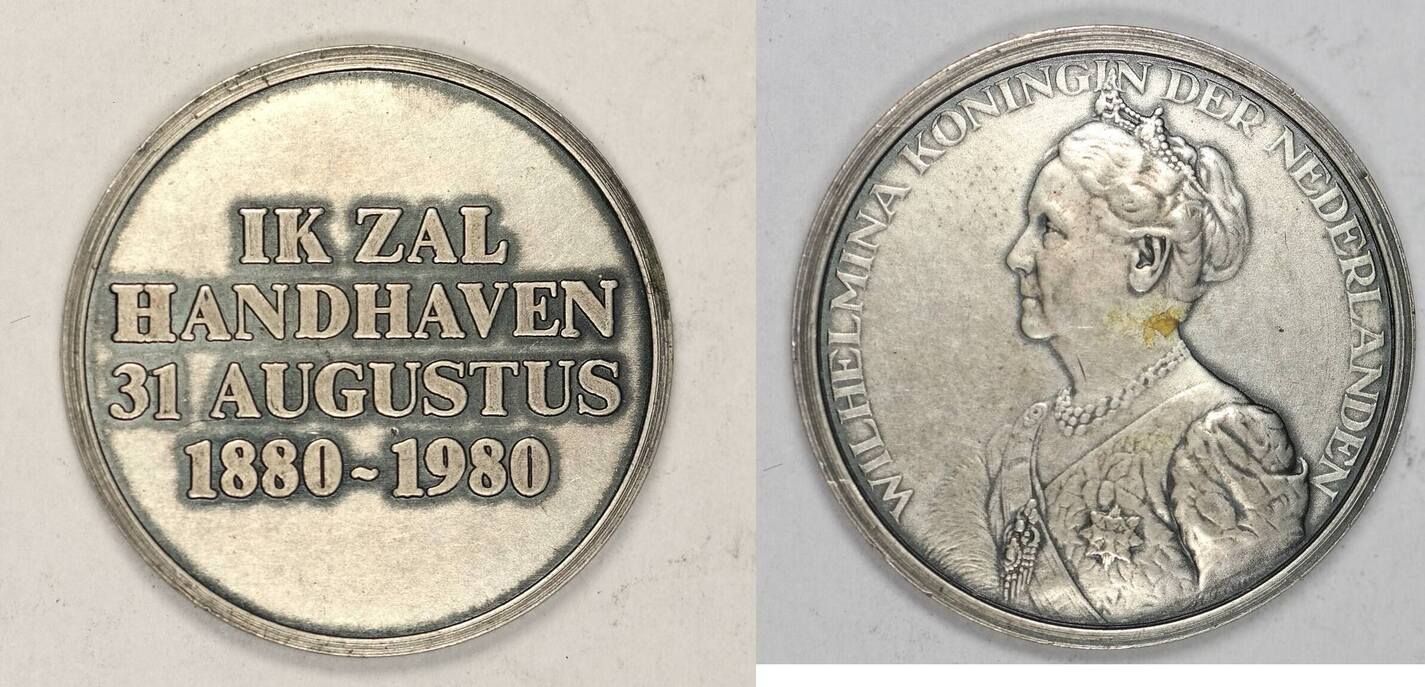 IK ZAL
HANDHAVEN
31 AUGUSTUS
1880~1980
WILHELMINA KONINGIN DER NEDERLANDEN